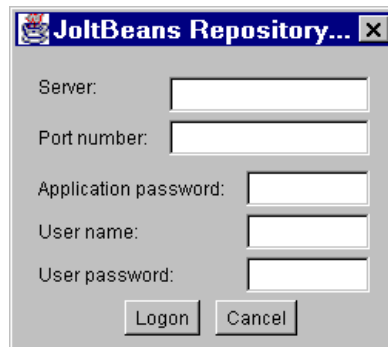 JoltBeans Repository...
Server:
Port number:
Application password:
User name:
User password:
Logon Cancel